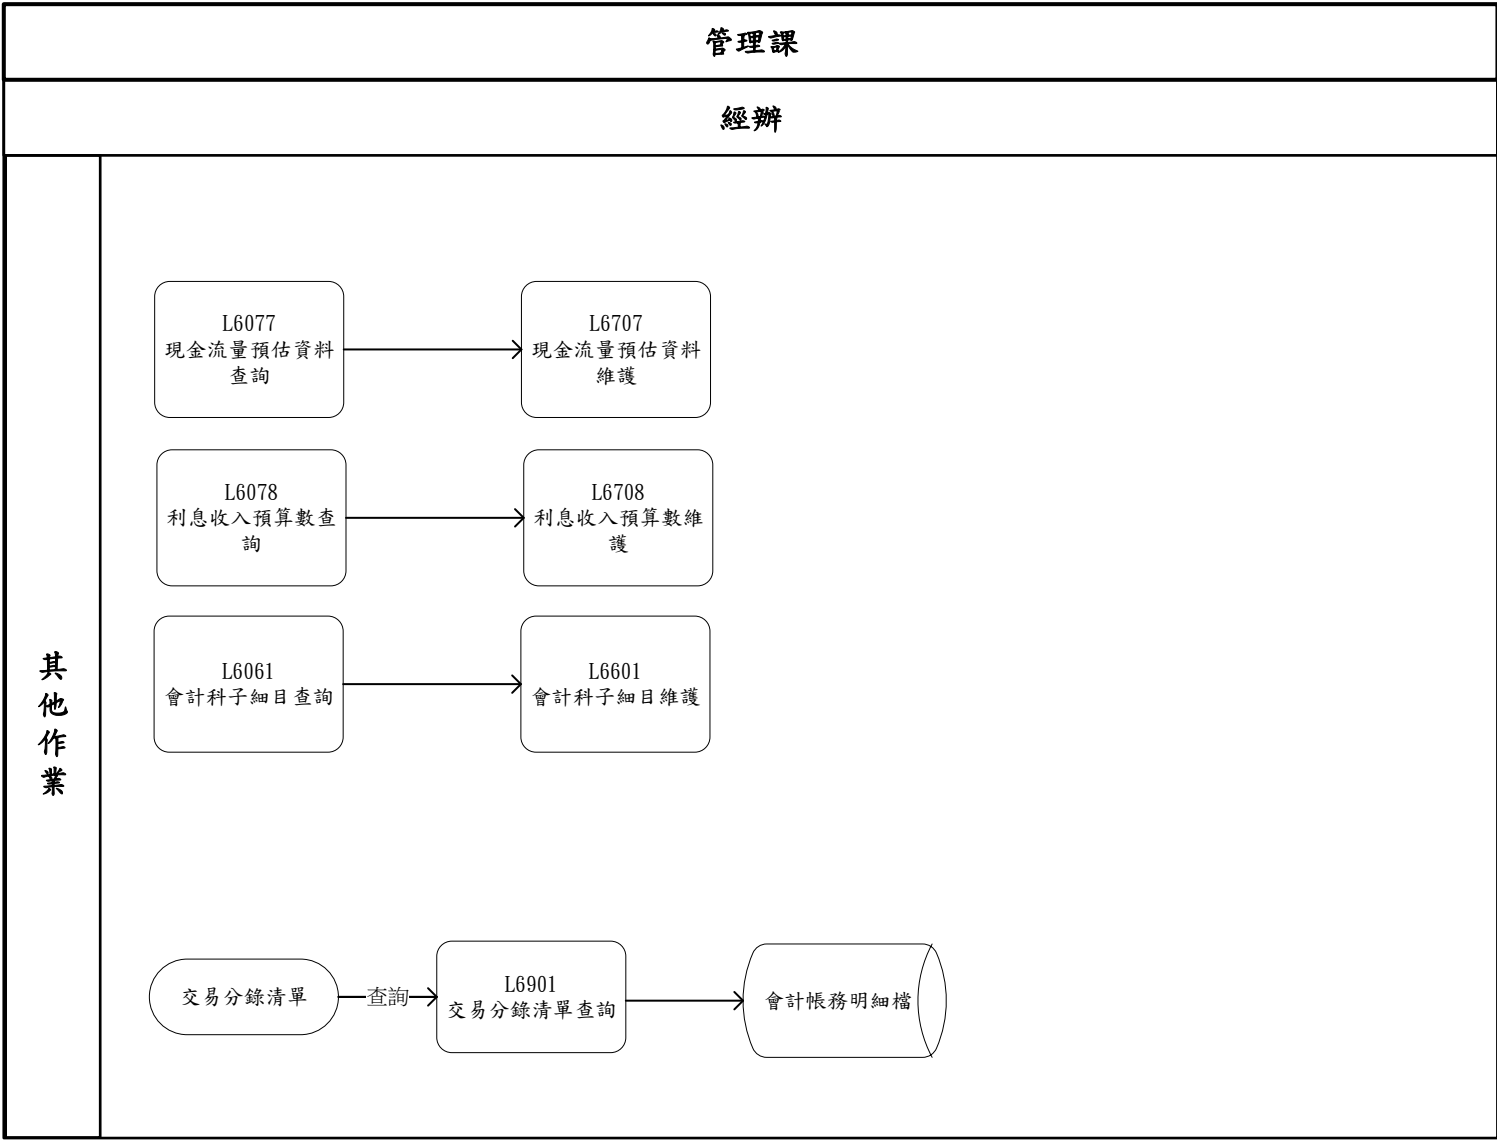 管理課
經辦
其
他
作
業
L6077
現金流量預估資料
查詢
L6707
現金流量預估資料
維護
L6078
利息收入預算數查
詢
L6708
利息收入預算數維
護
L6061
會計科子細目查詢
L6601
會計科子細目維護
交易分錄清單
查詢
L6901
交易分錄清單查詢
會計帳務明細檔